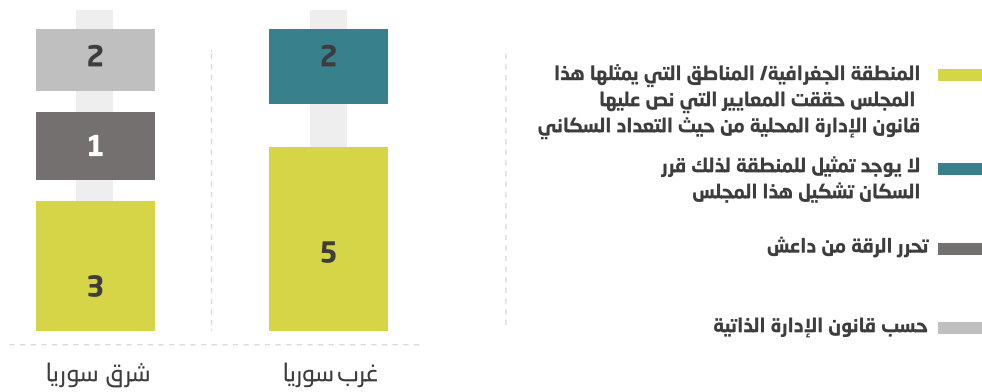 المنطقة الجغرافية/ المناطق التي يمثلها هذا
المجلس حققت المعايير التي نص عليها
قانون الإدارة المحلية من حيث التعداد السكاني
لا يوجد تمثيل للمنطقة لذلك قرر
السكان تشكيل هذا المجلس
تحرر الرقة من داعش
حسب قانون الإدارة الذاتية
2
5
غرب سوريا
2
1
3
شرق سوريا